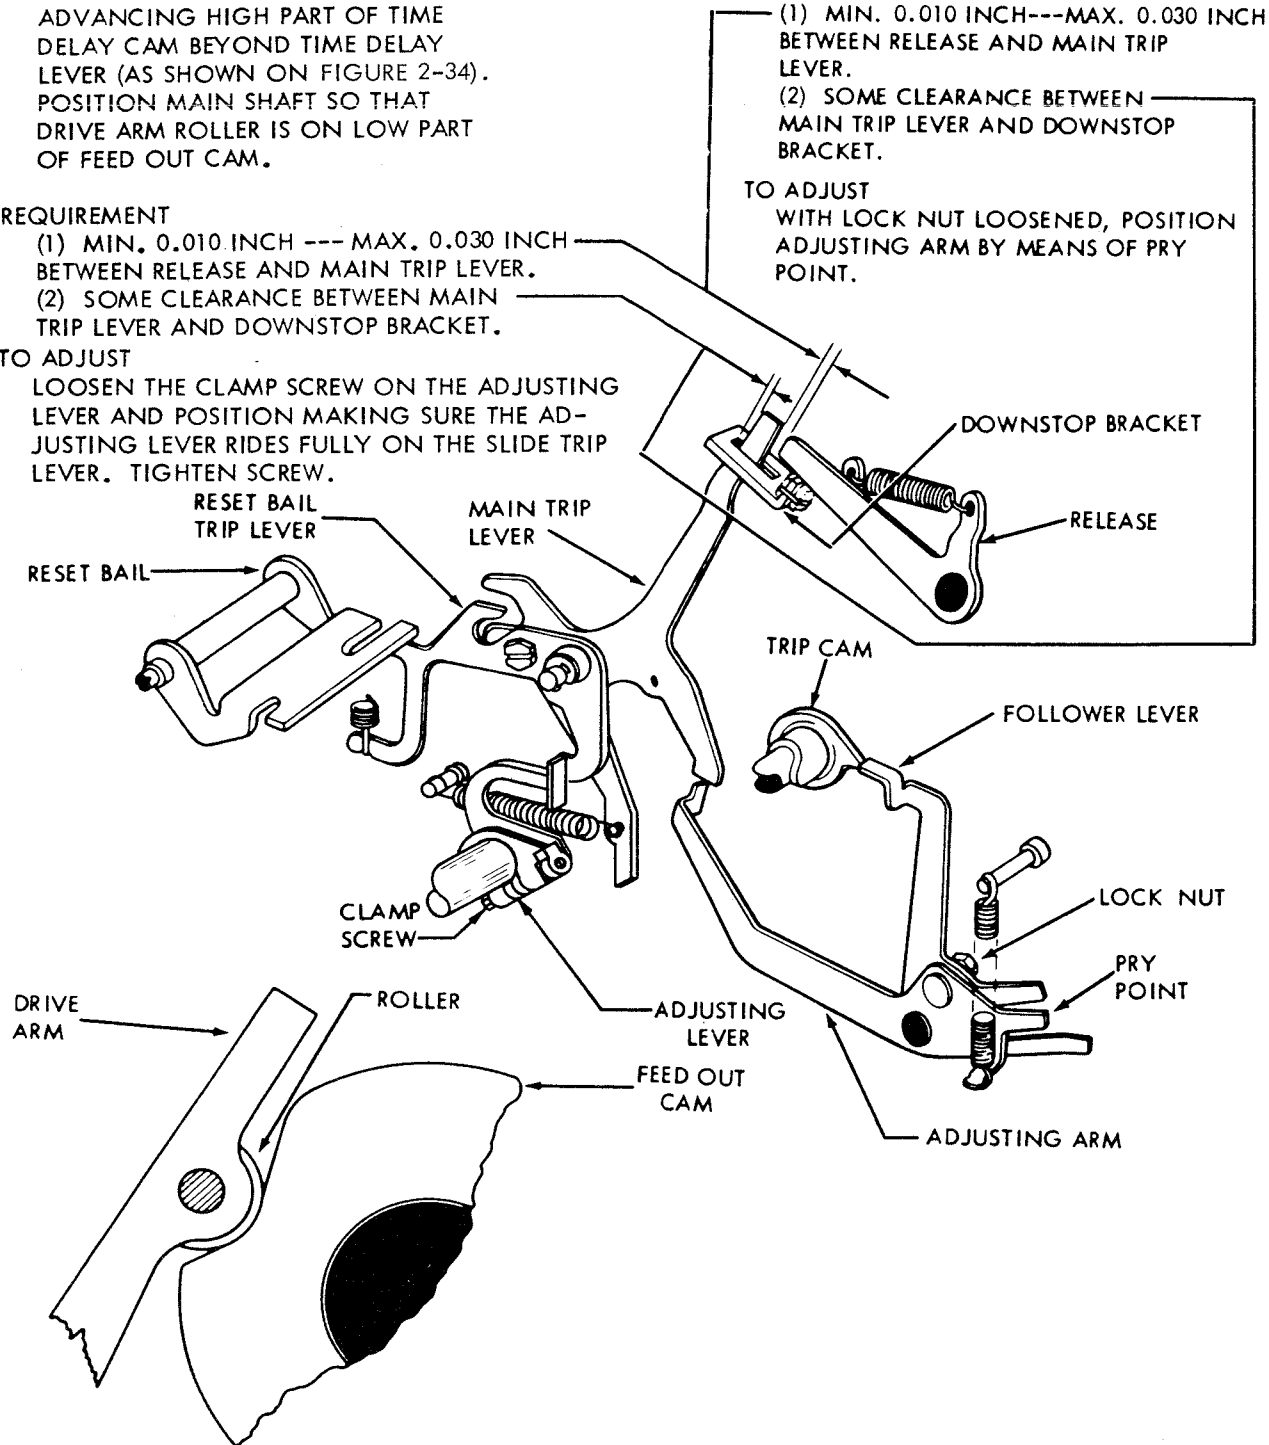 ADVANCING HIGH PART OF TIME
DELAY CAM BEYOND TIME DELAY
LEVER (AS SHOWN ON FIGURE 2-34).
POSITION MAIN SHAFT SO THAT
DRIVE ARM ROLLER IS ON LOW PART
OF FEED OUT CAM.
REQUIREMENT
(1) MIN. 0.010 INCH --- MAX. 0.030 INCH
BETWEEN RELEASE AND MAIN TRIP LEVER.
(2) SOME CLEARANCE BETWEEN MAIN
TRIP LEVER AND DOWNSTOP BRACKET.
TO ADJUST
LOOSEN THE CLAMP SCREW ON THE ADJUSTING
LEVER AND POSITION MAKING SURE THE AD-
JUSTING LEVER RIDES FULLY ON THE SLIDE TRIP
LEVER. TIGHTEN SCREW.
(1) MIN. 0.010 INCH---MAX. 0.030 INCH
BETWEEN RELEASE AND MAIN TRIP
LEVER.
(2) SOME CLEARANCE BETWEEN
MAIN TRIP LEVER AND DOWNSTOP
BRACKET.
TO ADJUST
WITH LOCK NUT LOOSENED, POSITION
ADJUSTING ARM BY MEANS OF PRY
POINT.
DOWNSTOP BRACKET
RESET BAIL
TRIP LEVER
MAIN TRIP
LEVER
RELEASE
RESET BAIL
TRIP CAM
FOLLOWER LEVER
LOCK NUT
CLAMP
SCREW
PRY
POINT
DRIVE
ARM
ROLLER
ADJUSTING
LEVER
FEED OUT
CAM
ADJUSTING ARM